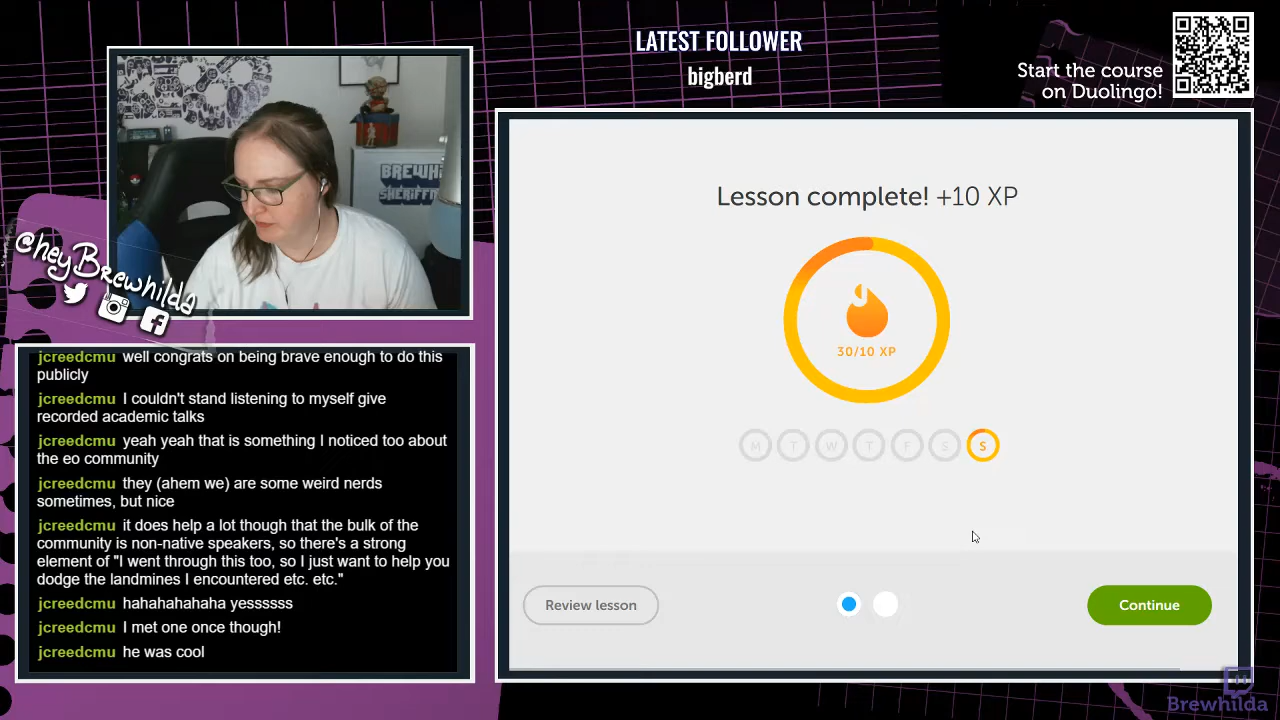 LATEST FOLLOWER
bigberd
Start the course
on Duolingo!
BREWHI
SHERIFF
@heyBrewhilda
jcreedcmu well congrats on being brave enough to do this
publicly
jcreedcmu I couldn't stand listening to myself give
recorded academic talks
jcreedcmu yeah yeah that is something I noticed too about
the eo community
jcreedcmu they (ahem we) are some weird nerds
sometimes, but nice
jcreedcmu it does help a lot though that the bulk of the
community is non-native speakers, so there's a strong
element of "I went through this too, so I just want to help you
dodge the landmines I encountered etc. etc."
jcreedcmu hahahahahaha yessssss
jcreedcmu I met one once though!
jcreedcmu he was cool
Lesson complete! +10 XP
30/10 XP
M T W T F S S
Review lesson
Continue
Brewhilda